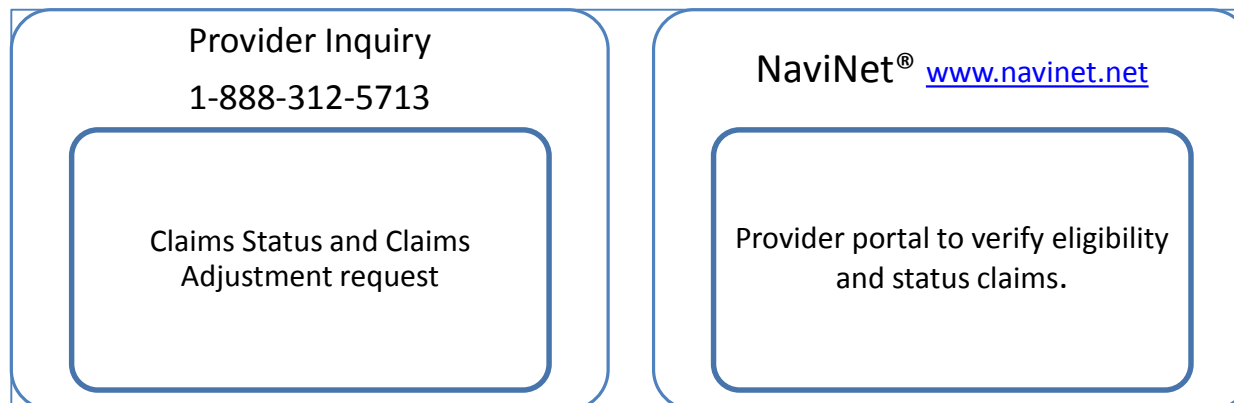 Provider Inquiry
1-888-312-5713
Claims Status and Claims
Adjustment request
NaviNet® www.navinet.net
Provider portal to verify eligibility
and status claims.